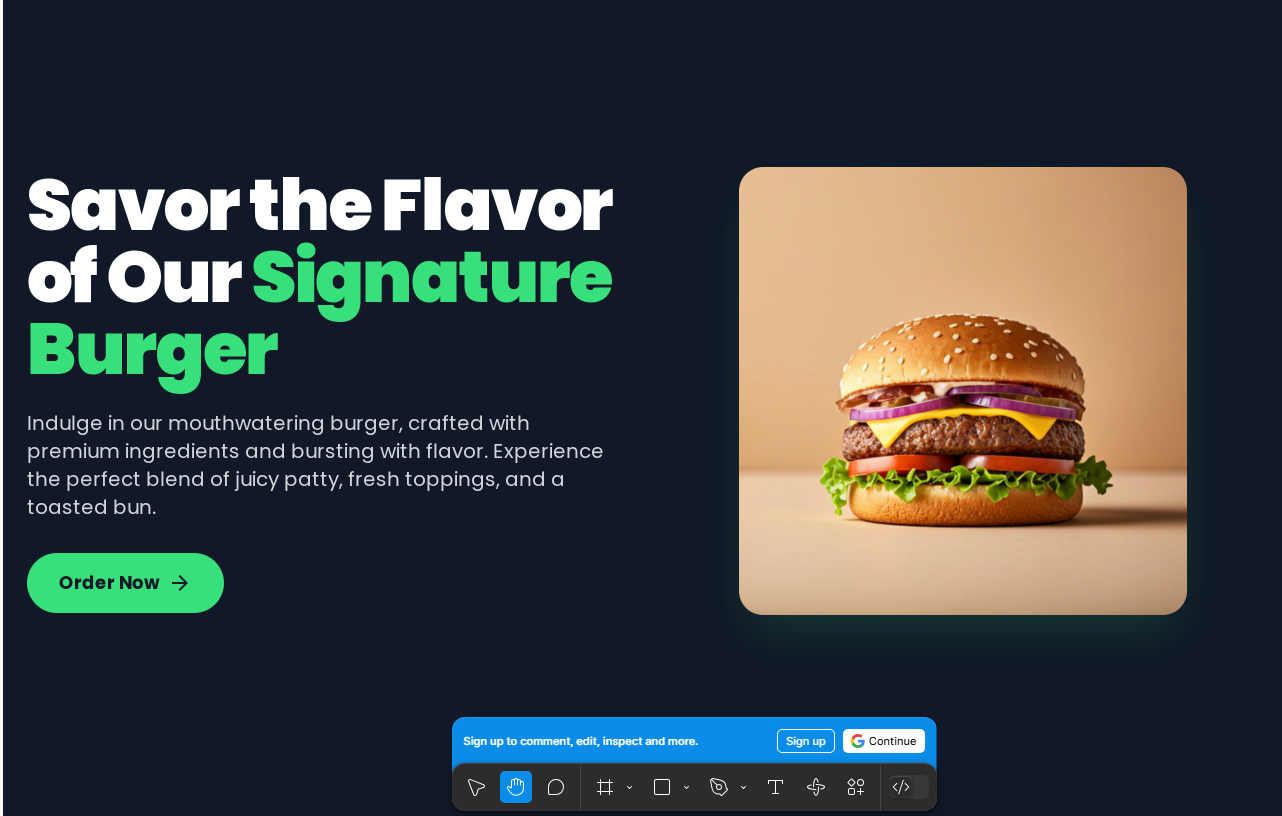 Savor the Flavor
of Our Signature
Burger
Indulge in our mouthwatering burger, crafted with
premium ingredients and bursting with flavor. Experience
the perfect blend of juicy patty, fresh toppings, and a
toasted bun.
Order Now
Sign up to comment, edit, inspect and more.
Sign up
Continue